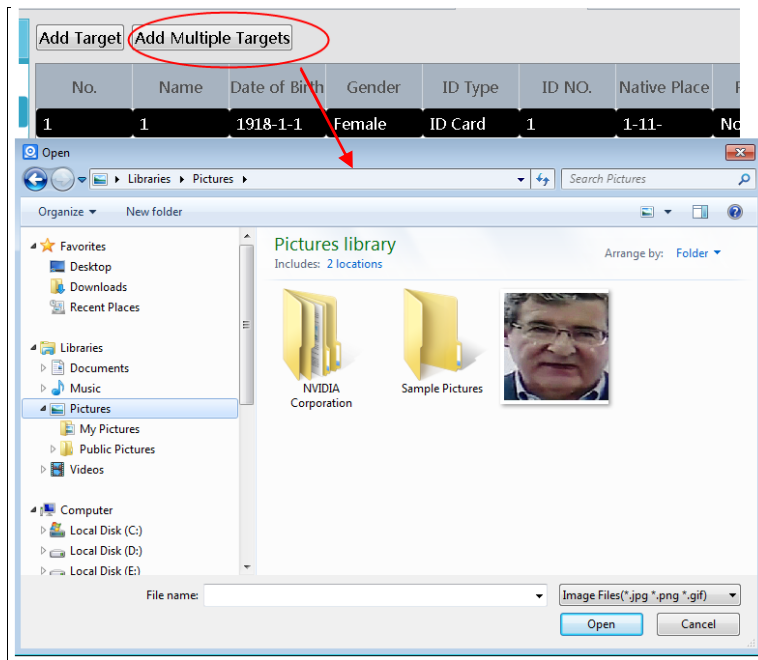 Add Target Add Multiple Targets
No. Name Date of Birth Gender ID Type ID NO. Native Place
1 1 1918-1-1 Female ID Card 1 1-11- No
Open
Libraries Pictures Search Pictures
Organize New folder
Favorites
Desktop
Downloads
Recent Places
Libraries
Documents
Music
Pictures
My Pictures
Public Pictures
Videos
Computer
Local Disk (C:)
Local Disk (D:)
Local Disk (E:)
Pictures library
Includes: 2 locations
Arrange by: Folder
NVIDIA
Corporation
Sample Pictures
File name:
Image Files(*.jpg *.png *.gif)
Open Cancel